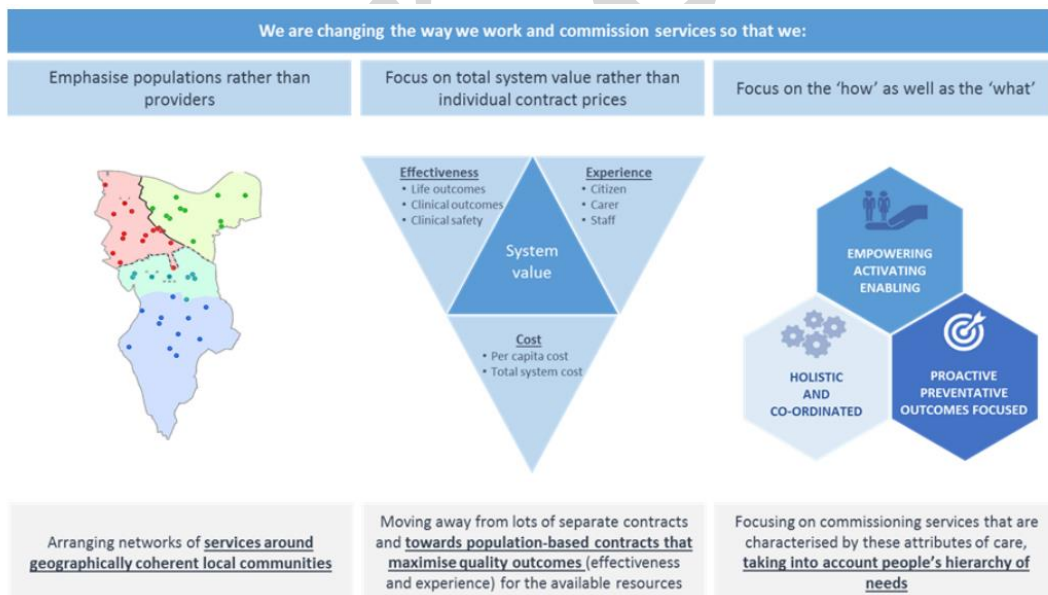 We are changing the way we work and commission services so that we:
Emphasise populations rather than
providers
Focus on total system value rather than
individual contract prices
Focus on the ‘how’ as well as the ‘what’
Effectiveness
• Life outcomes
• Clinical outcomes
• Clinical safety
Experience
• Citizen
• Carer
• Staff
System
value
Cost
• Per capita cost
• Total system cost
EMPOWERING
ACTIVATING
ENABLING
HOLISTIC
AND
CO-ORDINATED
PROACTIVE
PREVENTATIVE
OUTCOMES FOCUSED
Arranging networks of services around
geographically coherent local communities
Moving away from lots of separate contracts
and towards population-based contracts that
maximise quality outcomes (effectiveness
and experience) for the available resources
Focusing on commissioning services that are
characterised by these attributes of care,
taking into account people’s hierarchy of
needs